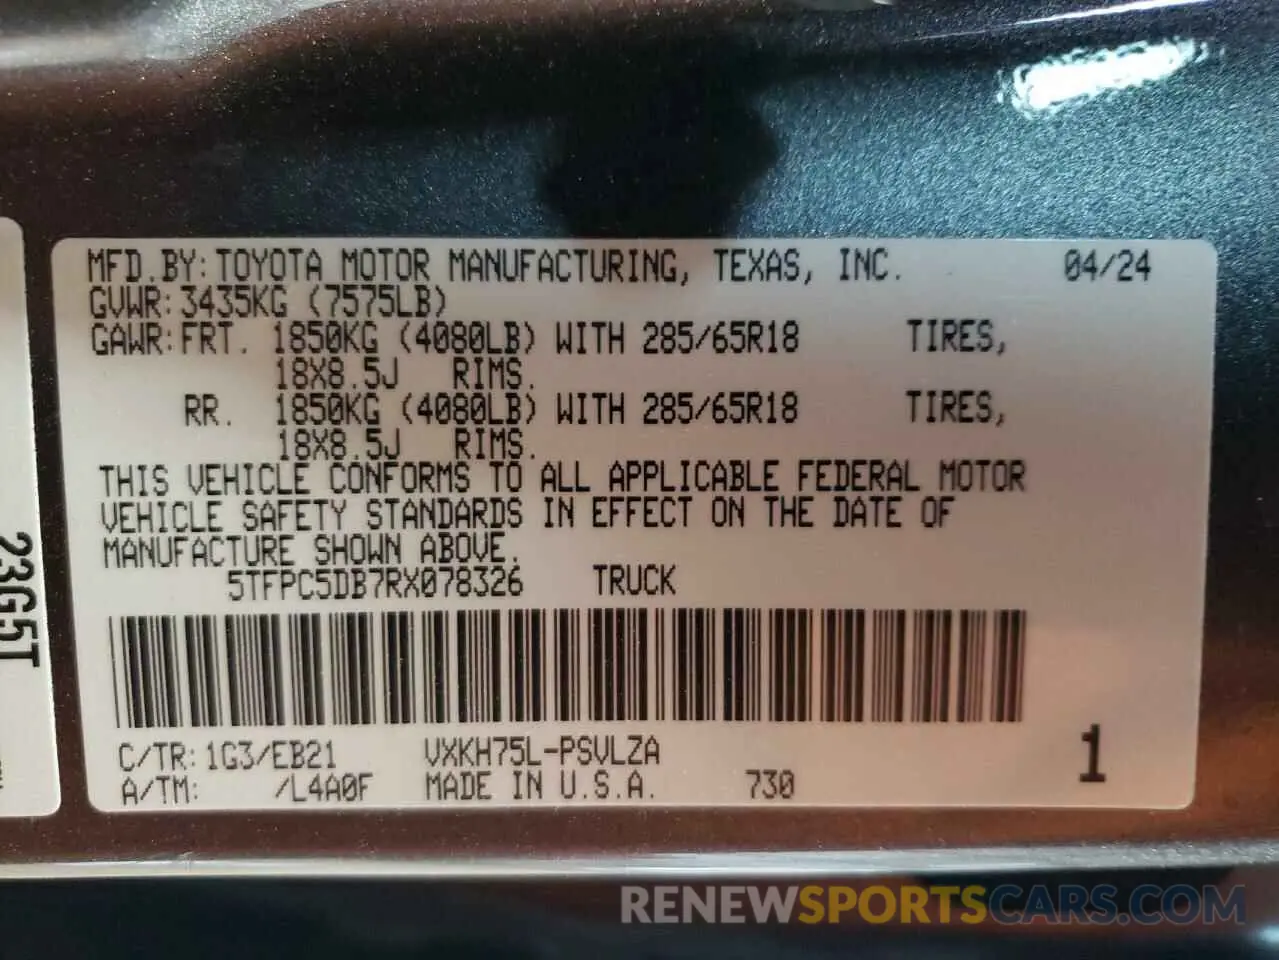 MFD.BY:TOYOTA MOTOR MANUFACTURING, TEXAS, INC. 04/24
GVWR:3435KG (7575LB)
GAWR:FRT. 1850KG (4080LB) WITH 285/65R18 TIRES,
18X8.5J RIMS.
RR. 1850KG (4080LB) WITH 285/65R18 TIRES,
18X8.5J RIMS.
THIS VEHICLE CONFORMS TO ALL APPLICABLE FEDERAL MOTOR
VEHICLE SAFETY STANDARDS IN EFFECT ON THE DATE OF
MANUFACTURE SHOWN ABOVE.
5TFPC5DB7RX078326 TRUCK
C/TR:1G3/EB21 VXKH75L-PSVLZA
A/TM: /L4A0F MADE IN U.S.A. 730
1
23G5T
RENEWSPORTSCARS.COM